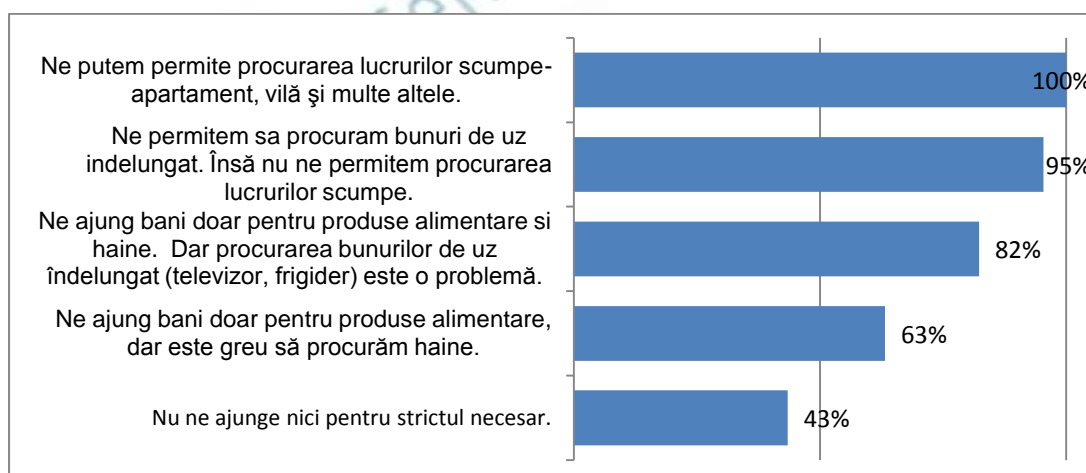 Ne putem permite procurarea lucrurilor scumpe-
apartament, vilă şi multe altele.
100%
Ne permitem sa procuram bunuri de uz
indelungat. Însă nu ne permitem procurarea
lucrurilor scumpe.
95%
Ne ajung bani doar pentru produse alimentare si
haine. Dar procurarea bunurilor de uz
îndelungat (televizor, frigider) este o problemă.
82%
Ne ajung bani doar pentru produse alimentare,
dar este greu să procurăm haine.
63%
Nu ne ajunge nici pentru strictul necesar.
43%